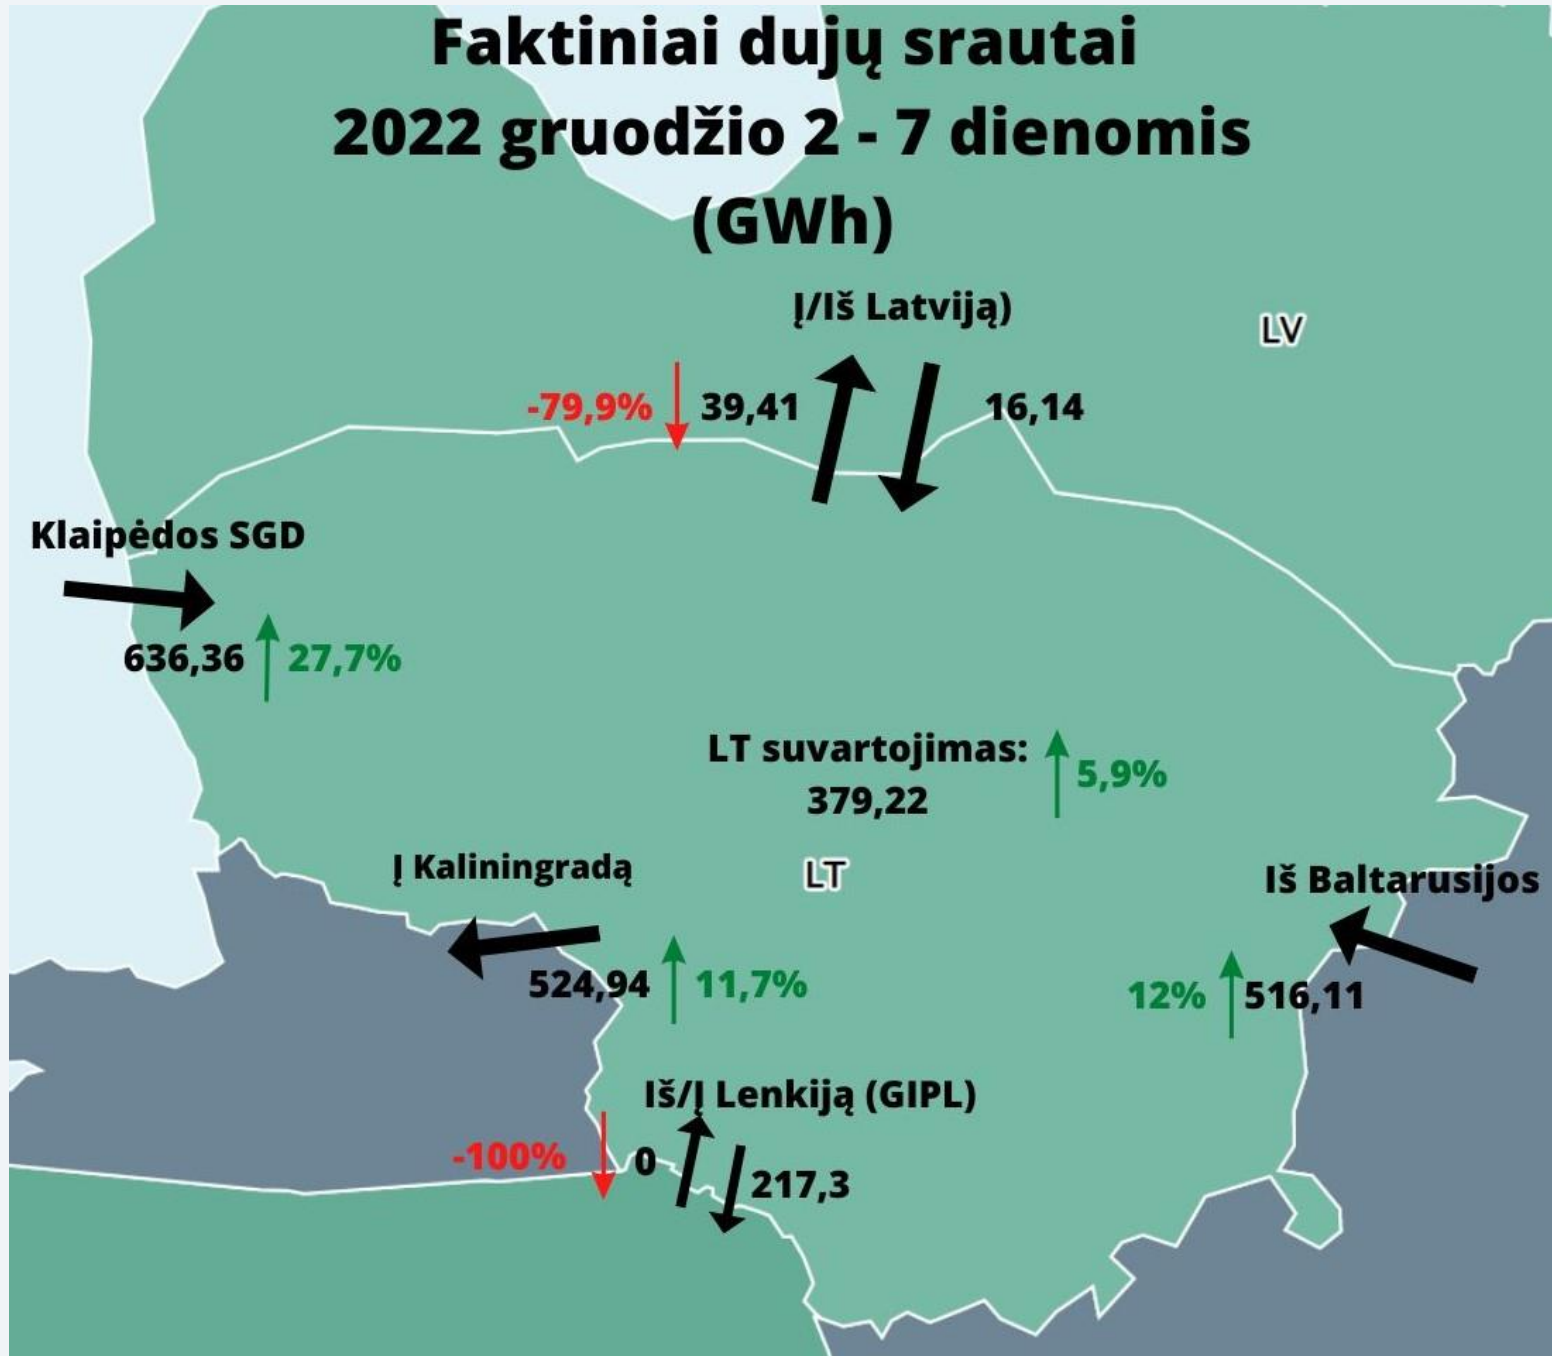 Faktiniai dujų srautai
2022 gruodžio 2 - 7 dienomis
(GWh)
Į/Iš Latviją)
LV
-79,9% 39,41 16,14
Klaipėdos SGD
636,36 27,7%
LT suvartojimas:
379,22
5,9%
Į Kaliningradą
LT
Iš Baltarusijos
524,94 11,7%
12% 516,11
Iš/Į Lenkiją (GIPL)
-100% 0
217,3